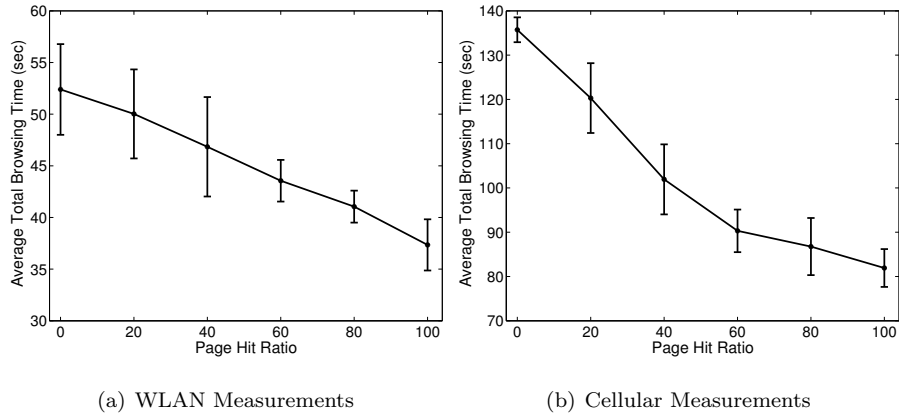 60
55
50
45
40
35
30
Average Total Browsing Time (sec)
0 20 40 60 80 100
Page Hit Ratio
(a) WLAN Measurements
140
130
120
110
100
90
80
70
Average Total Browsing Time (sec)
0 20 40 60 80 100
Page Hit Ratio
(b) Cellular Measurements